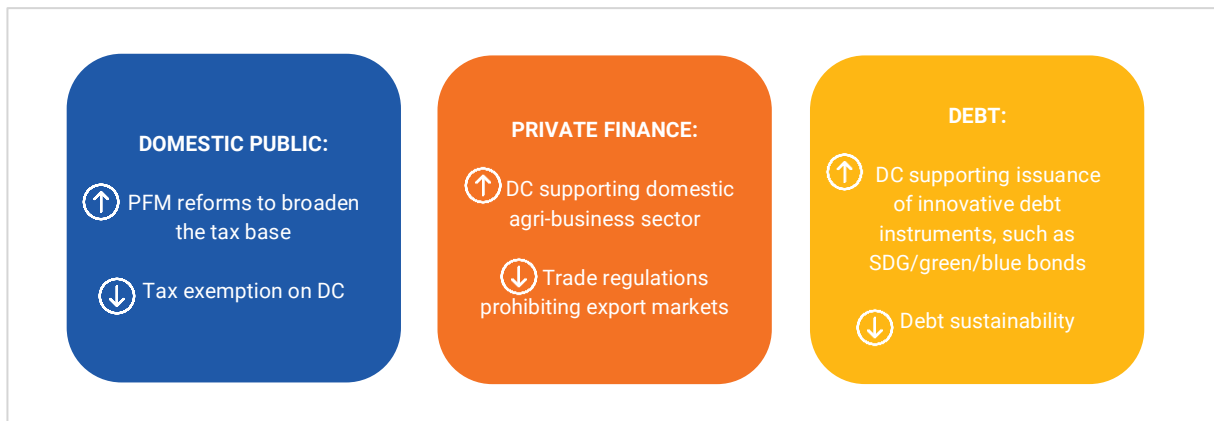 DOMESTIC PUBLIC:
PFM reforms to broaden
the tax base
Tax exemption on DC
PRIVATE FINANCE:
DC supporting domestic
agri-business sector
Trade regulations
prohibiting export markets
DEBT:
DC supporting issuance
of innovative debt
instruments, such as
SDG/green/blue bonds
Debt sustainability